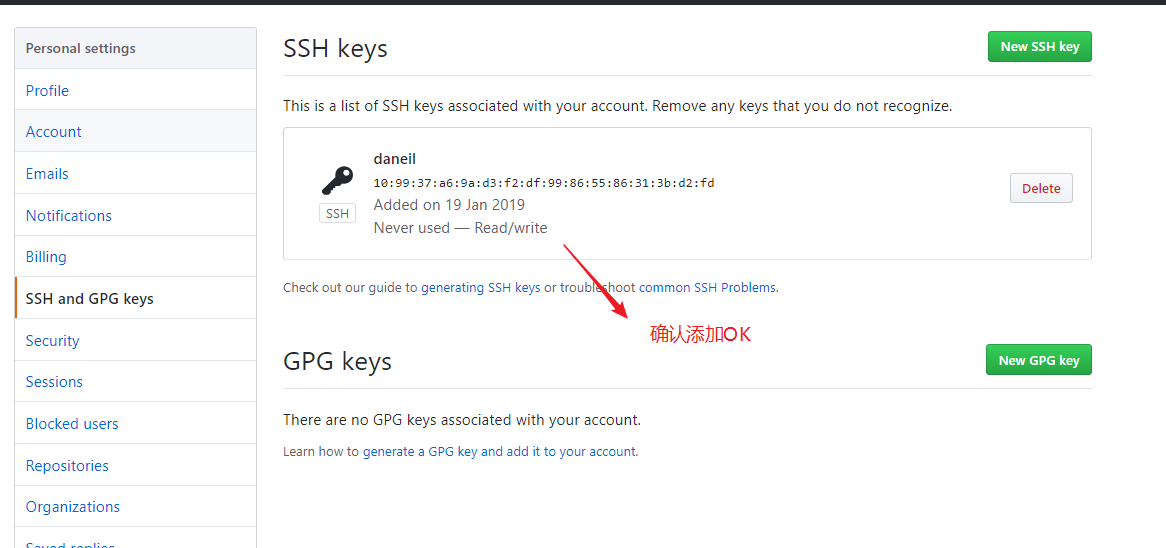 Personal settings
Profile
Account
Emails
Notifications
Billing
SSH and GPG keys
Security
Sessions
Blocked users
Repositories
Organizations
Saved replies
SSH keys
New SSH key
This is a list of SSH keys associated with your account. Remove any keys that you do not recognize.
daneil
10:99:37:a6:9a:d3:f2:df:99:86:55:86:31:3b:d2:fd
SSH
Added on 19 Jan 2019
Never used — Read/write
Delete
Check out our guide to generating SSH keys or troubleshoot common SSH Problems.
确认添加OK
GPG keys
New GPG key
There are no GPG keys associated with your account.
Learn how to generate a GPG key and add it to your account.